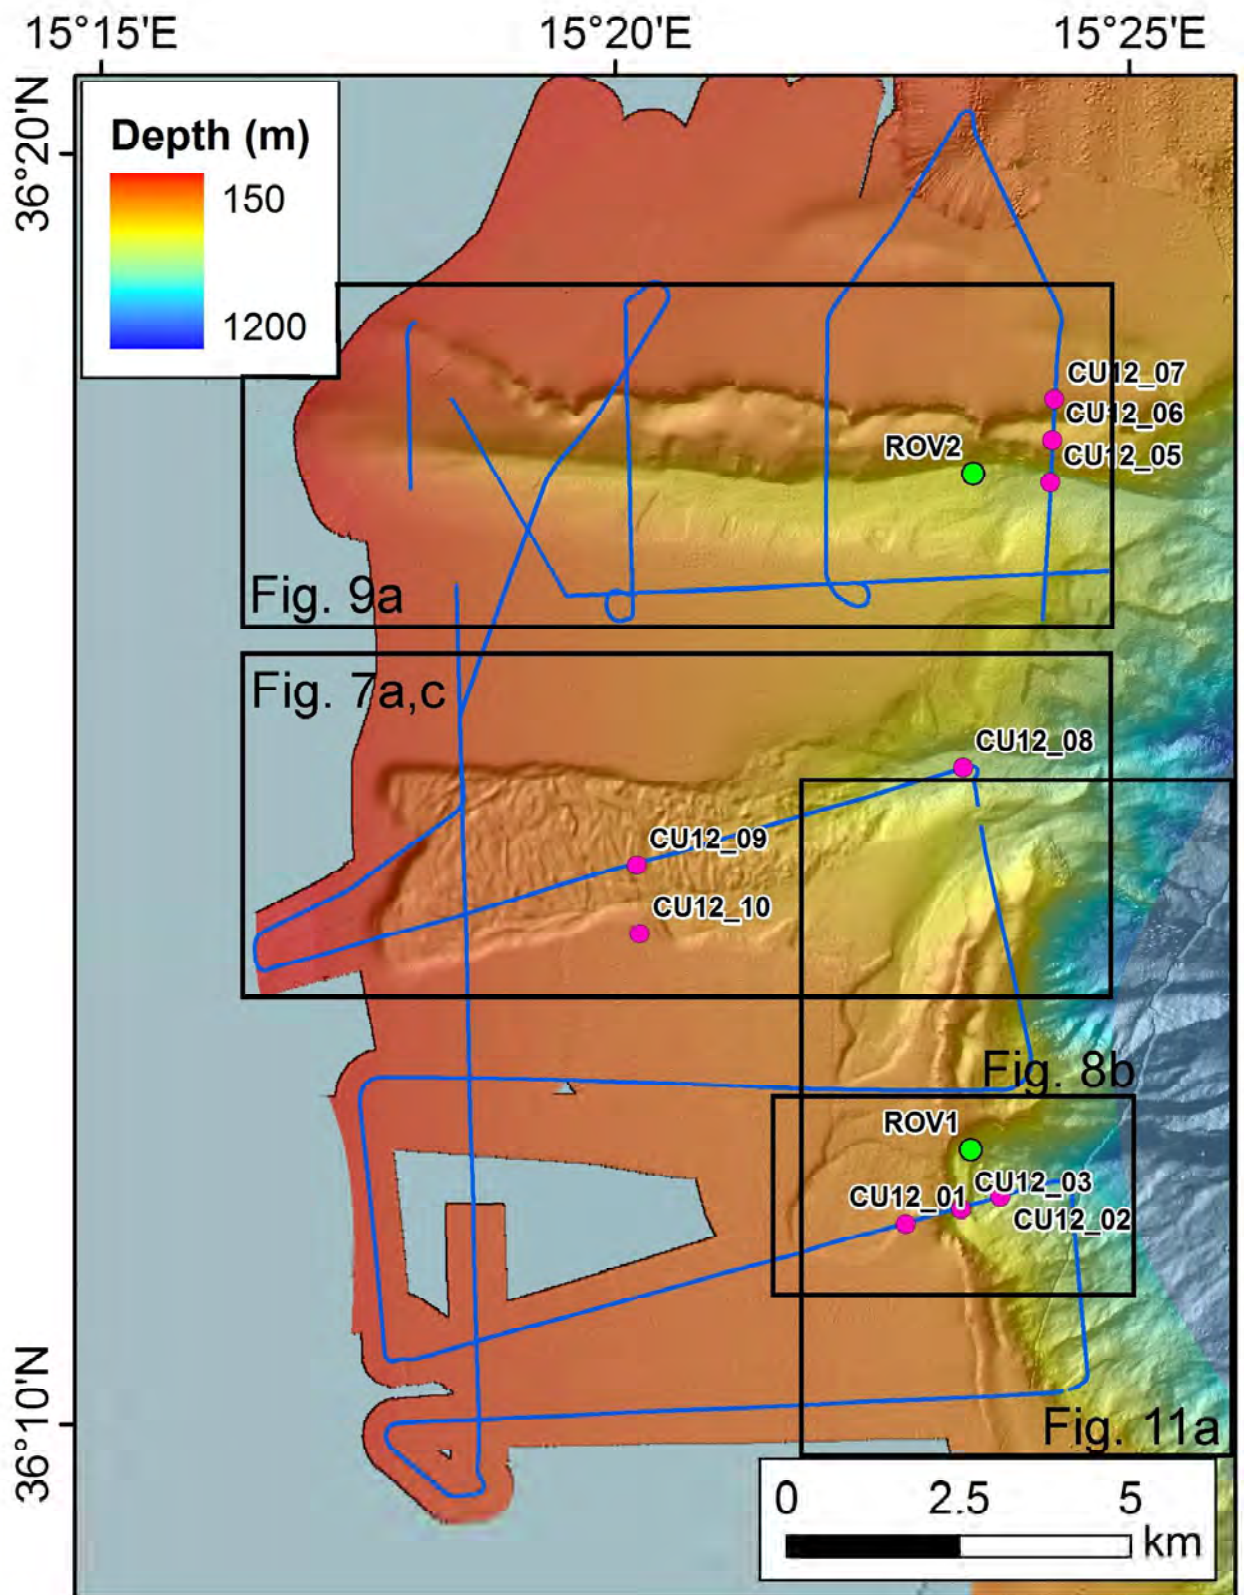 15°15'E
15°20'E
15°25'E
36°20'N
Depth (m)
150
1200
CU12_07
CU12_06
CU12_05
ROV2
Fig. 9a
Fig. 7a,c
CU12_08
CU12_09
CU12_10
Fig. 8b
ROV1
CU12_03
CU12_01
CU12_02
36°10'N
Fig. 11a
0
2.5
5
km